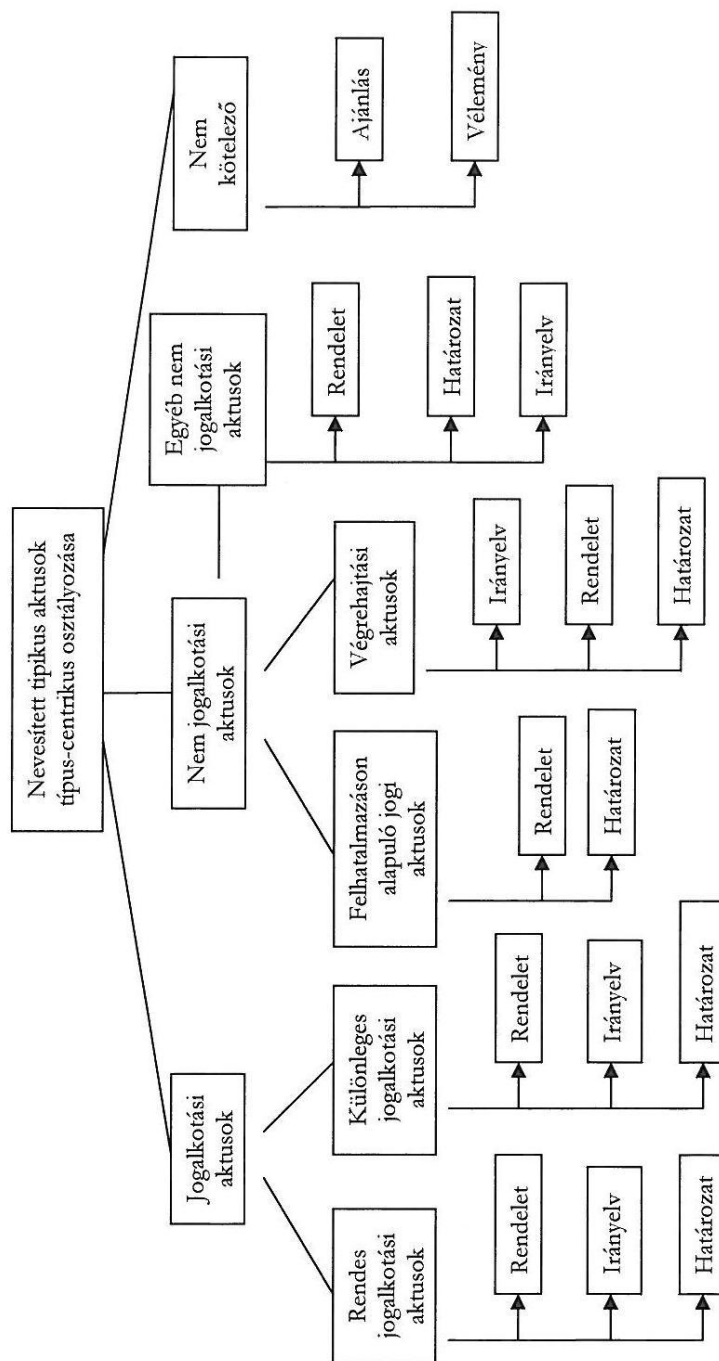 Nevesített tipikus aktusok
típus-centrikus osztályozása
Jogalkotási
aktusok
Nem jogalkotási
aktusok
Egyéb nem
jogalkotási
aktusok
Nem
kötelező
Rendes
jogalkotási
aktusok
Rendelet
Irányelv
Határozat
Különleges
jogalkotási
aktusok
Rendelet
Irányelv
Határozat
Felhatalmazáson
alapuló jogi
aktusok
Rendelet
Határozat
Végrehajtási
aktusok
Irányelv
Rendelet
Határozat
Rendelet
Határozat
Irányelv
Ajánlás
Vélemény